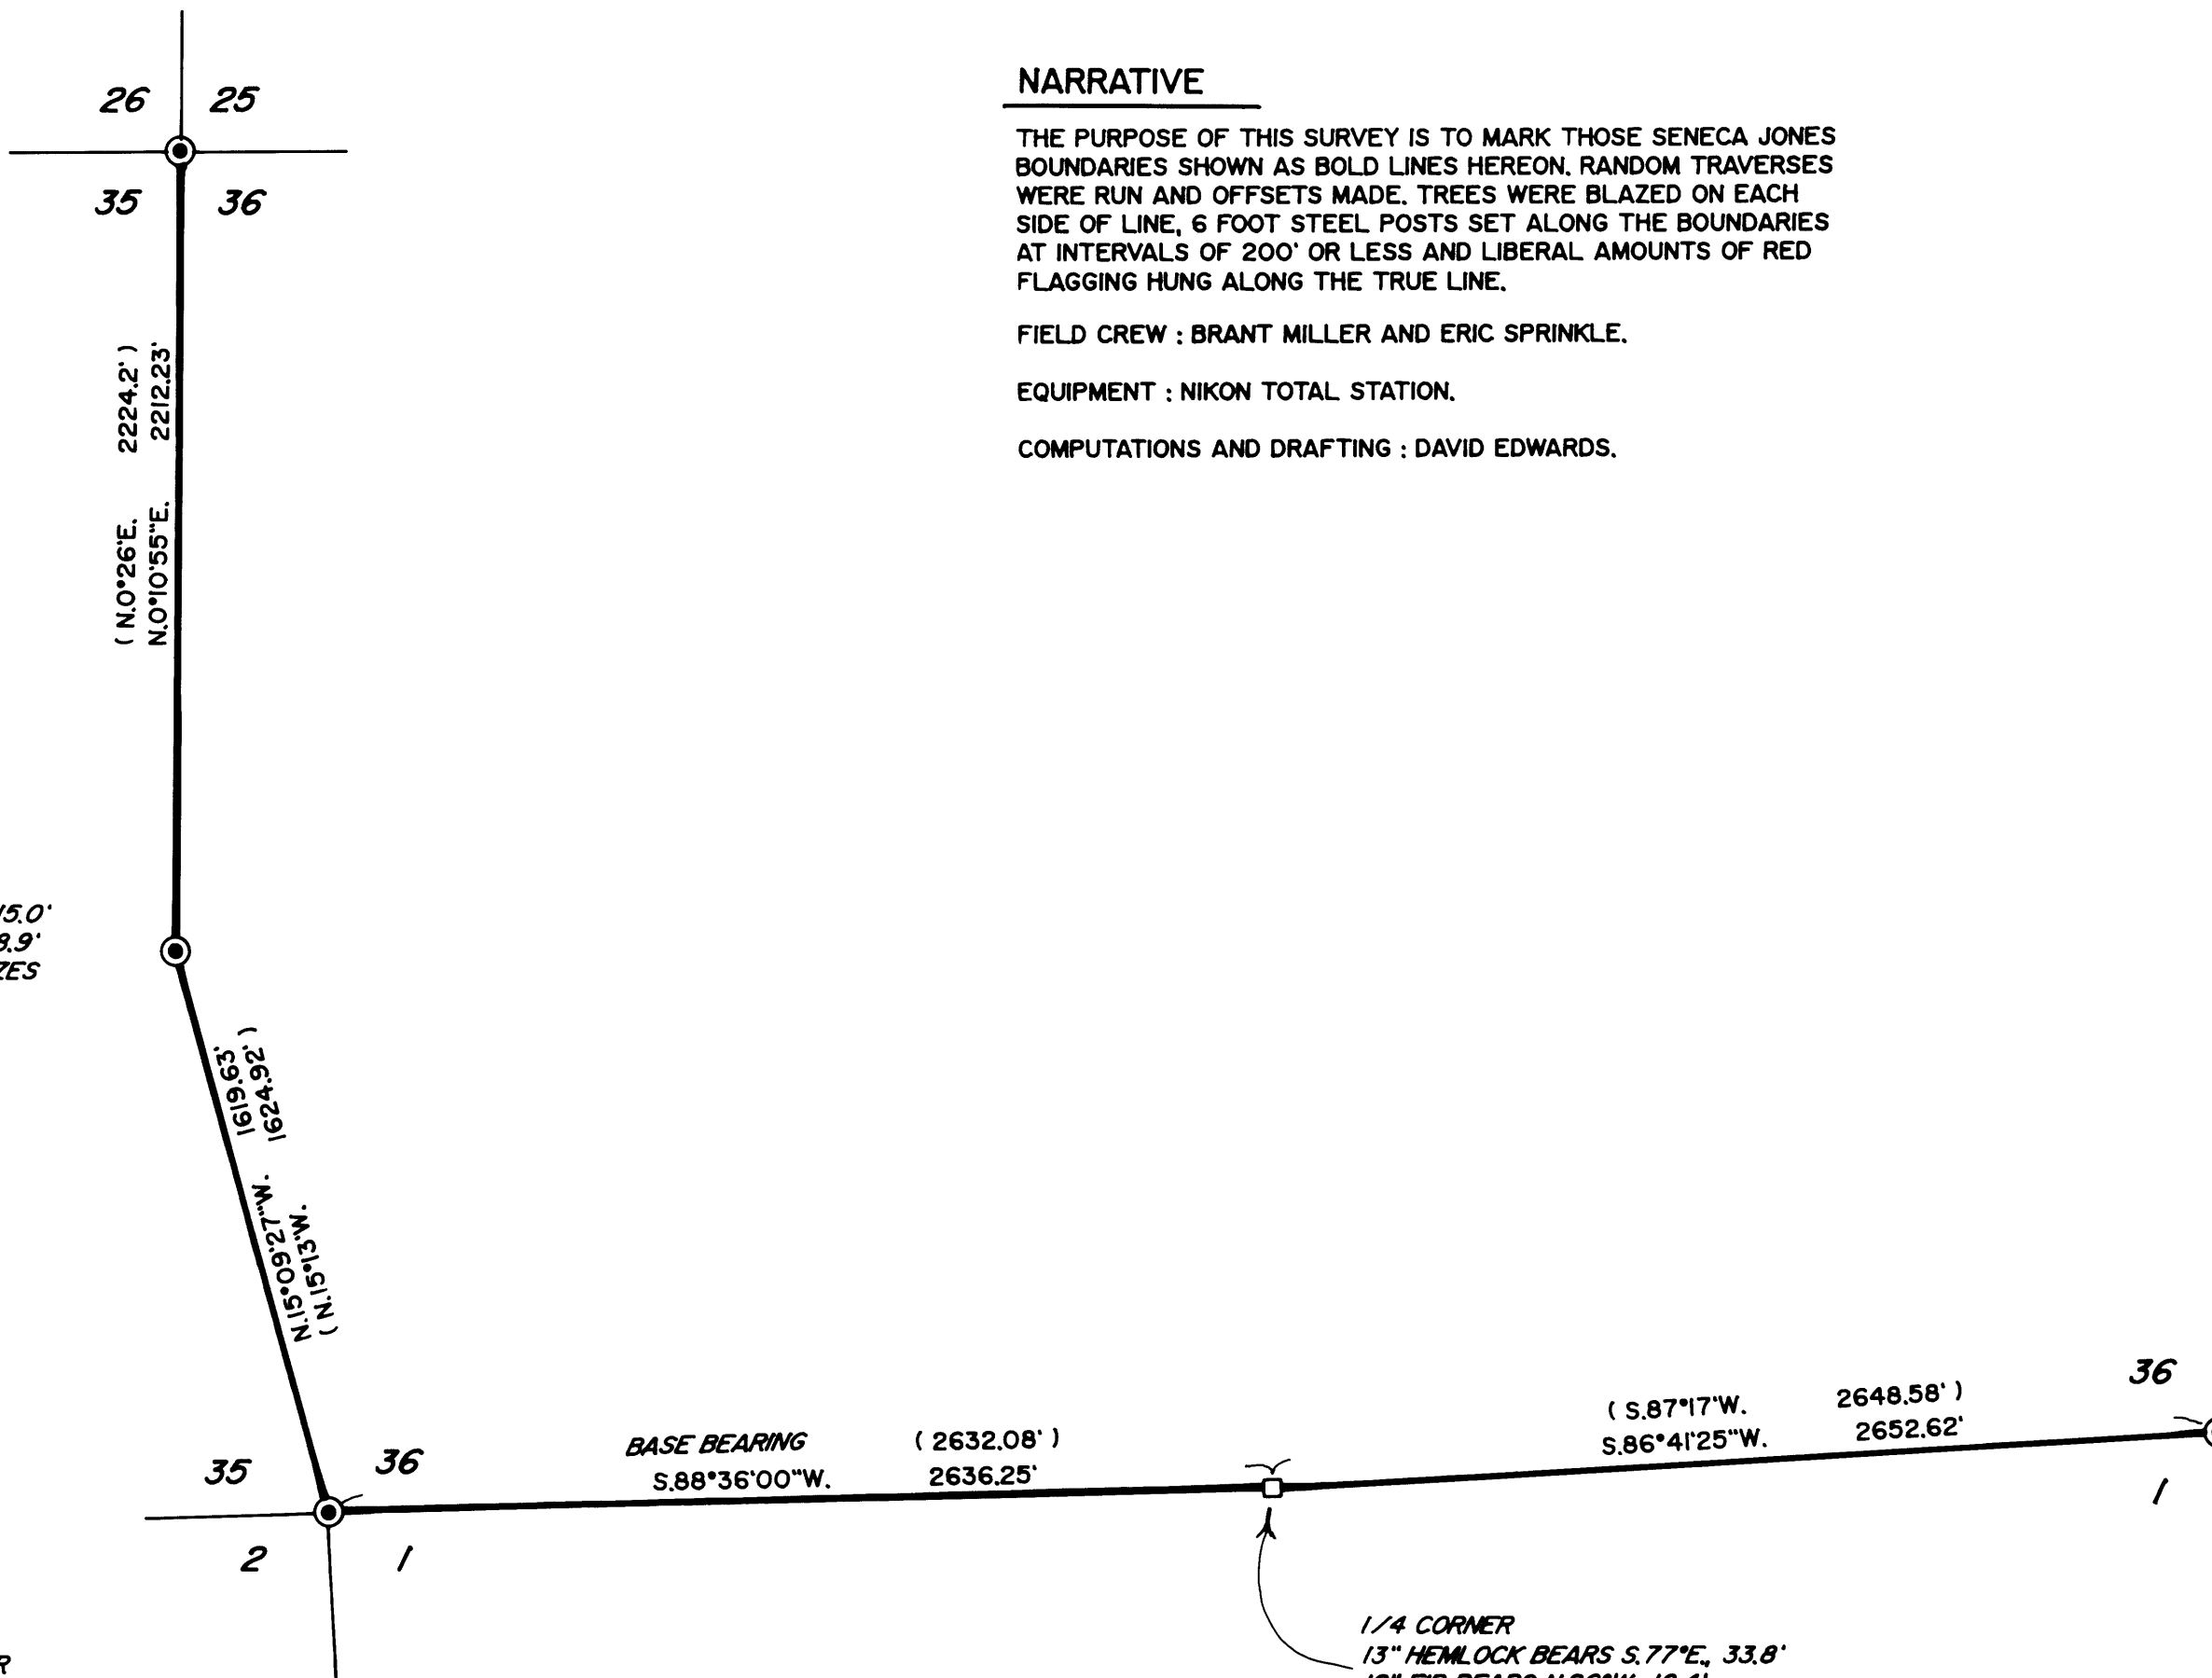 26 25
35 36
NARRATIVE
THE PURPOSE OF THIS SURVEY IS TO MARK THOSE SENECA JONES
BOUNDARIES SHOWN AS BOLD LINES HEREON. RANDOM TRAVERSES
WERE RUN AND OFFSETS MADE. TREES WERE BLAZED ON EACH
SIDE OF LINE, 6 FOOT STEEL POSTS SET ALONG THE BOUNDARIES
AT INTERVALS OF 200' OR LESS AND LIBERAL AMOUNTS OF RED
FLAGGING HUNG ALONG THE TRUE LINE.
FIELD CREW : BRANT MILLER AND ERIC SPRINKLE.
EQUIPMENT : NIKON TOTAL STATION.
COMPUTATIONS AND DRAFTING : DAVID EDWARDS.
( N.0°26'E. 2224.2' )
N.0°10'55"E. 2212.23'
15.0'
8.9'
N.15°09'27"W. 1619.63'
( N.15°13'W. 1624.92' )
35 36
2 1
BASE BEARING ( 2632.08' )
S.88°36'00"W. 2636.25'
( S.87°17'W. 2648.58' )
S.86°41'25"W. 2652.62'
36
1
1/4 CORNER
13" HEMLOCK BEARS S.77°E., 33.8'